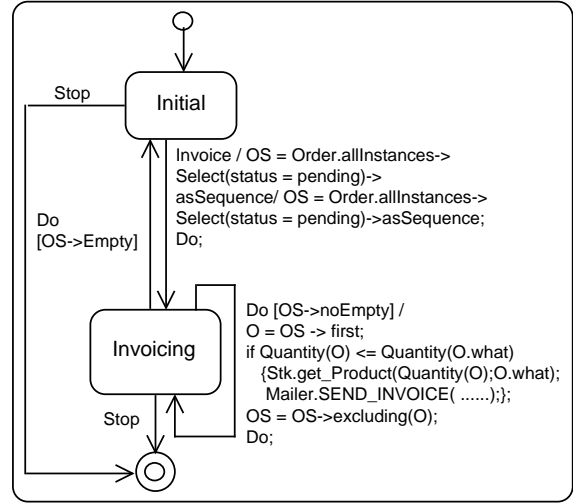 Stop
Initial
Invoice / OS = Order.allInstances->
Select(status = pending)->
asSequence/ OS = Order.allInstances->
Select(status = pending)->asSequence;
Do;
Do
[OS->Empty]
Invoicing
Do [OS->noEmpty] /
O = OS -> first;
if Quantity(O) <= Quantity(O.what)
{Stk.get_Product(Quantity(O);O.what);
Mailer.SEND_INVOICE( ......);};
OS = OS->excluding(O);
Do;
Stop